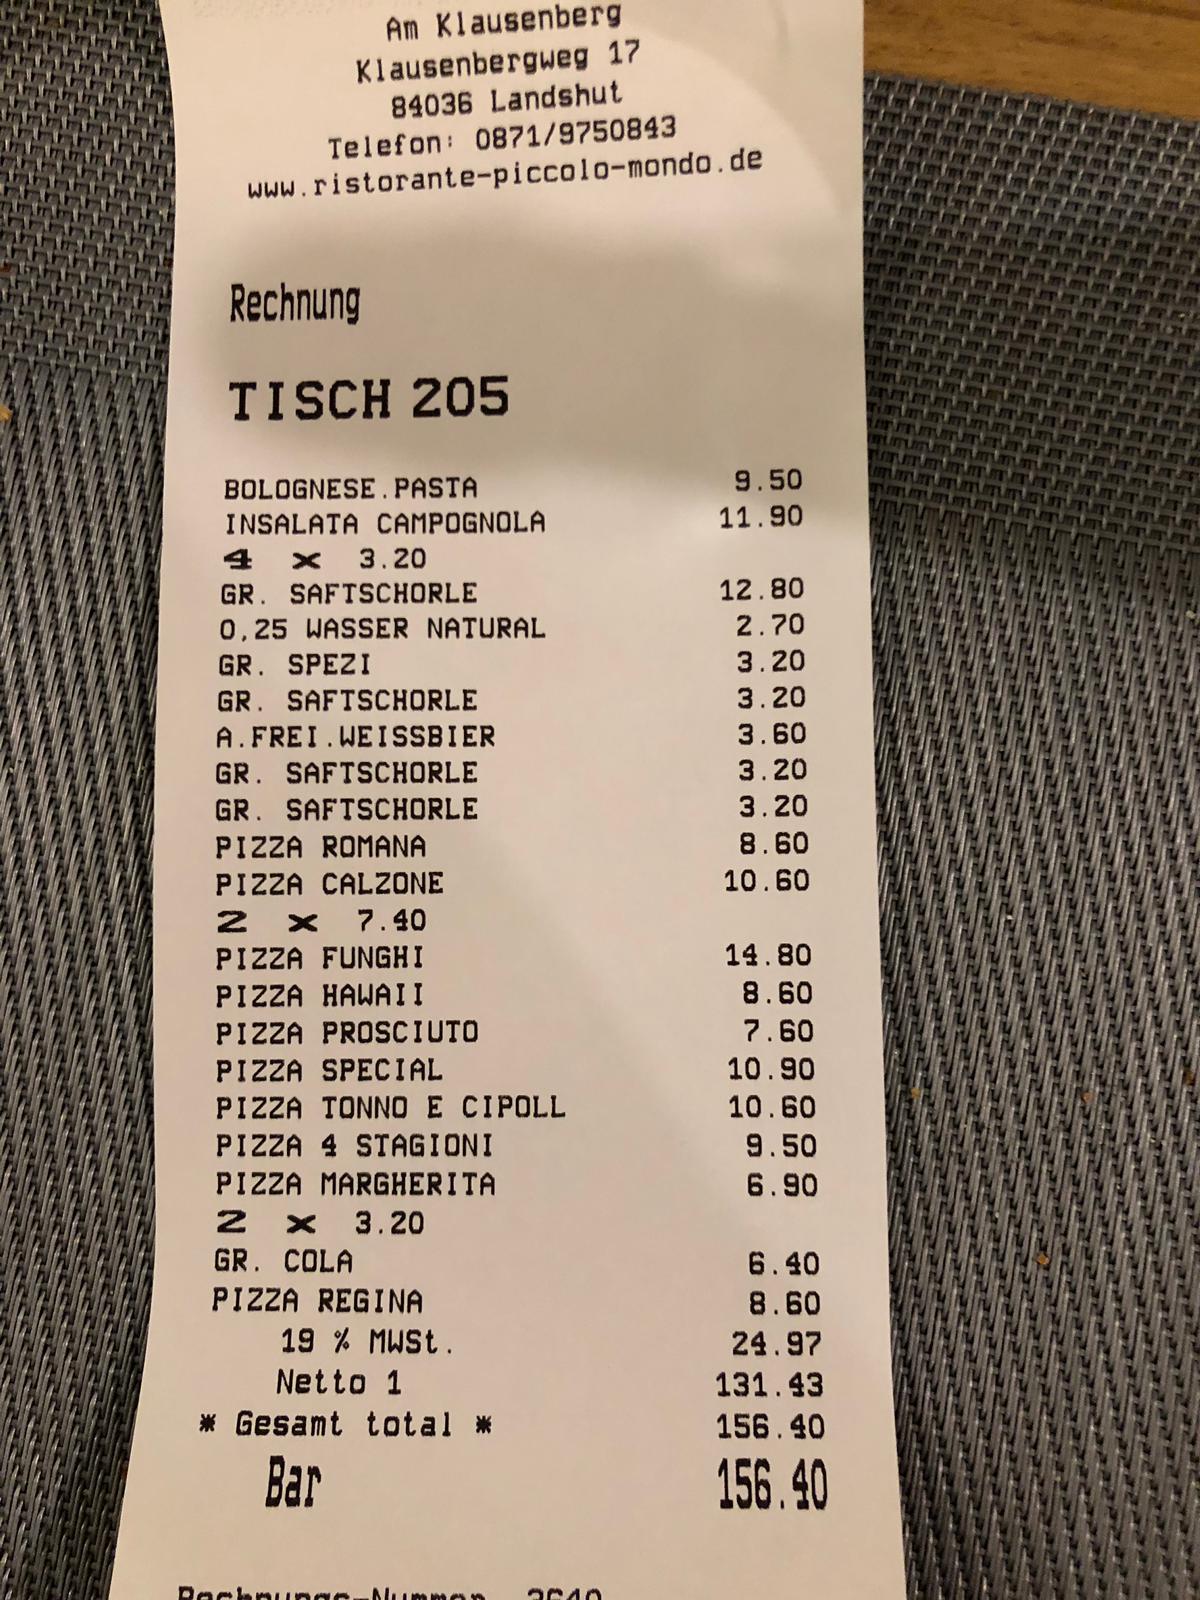 Am Klausenberg
Klausenbergweg 17
84036 Landshut
Telefon: 0871/9750843
www.ristorante-piccolo-mondo.de
Rechnung
TISCH 205
BOLOGNESE.PASTA 9.50
INSALATA CAMPOGNOLA 11.90
4 x 3.20
GR. SAFTSCHORLE 12.80
0,25 WASSER NATURAL 2.70
GR. SPEZI 3.20
GR. SAFTSCHORLE 3.20
A.FREI.WEISSBIER 3.60
GR. SAFTSCHORLE 3.20
GR. SAFTSCHORLE 3.20
PIZZA ROMANA 8.60
PIZZA CALZONE 10.60
2 x 7.40
PIZZA FUNGHI 14.80
PIZZA HAWAII 8.60
PIZZA PROSCIUTO 7.60
PIZZA SPECIAL 10.90
PIZZA TONNO E CIPOLL 10.60
PIZZA 4 STAGIONI 9.50
PIZZA MARGHERITA 6.90
2 x 3.20
GR. COLA 6.40
PIZZA REGINA 8.60
19 % MWSt. 24.97
Netto 1 131.43
* Gesamt total * 156.40
Bar 156.40
Rechnungs-Nummer